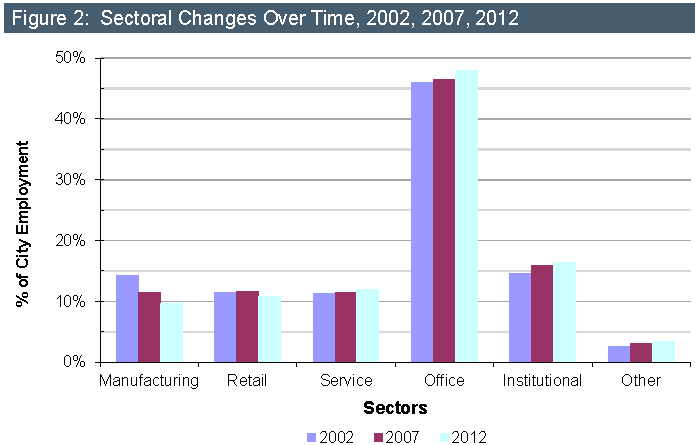 Figure 2: Sectoral Changes Over Time, 2002, 2007, 2012
50%
40%
30%
20%
10%
0%
% of City Employment
Manufacturing Retail Service Office Institutional Other
Sectors
2002 2007 2012